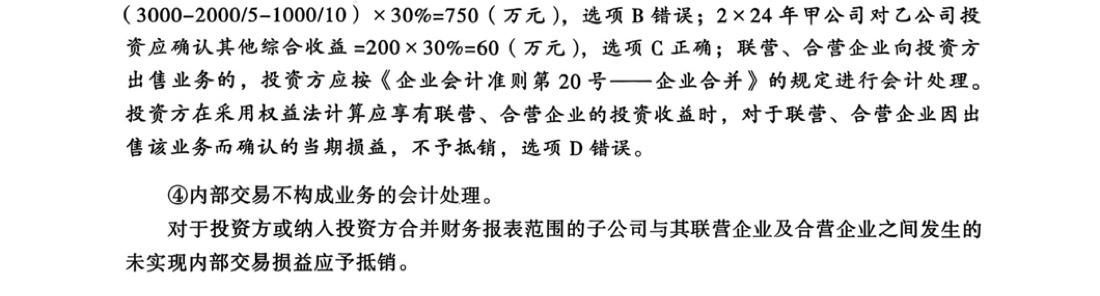 （3000-2000/5-1000/10）×30%=750（万元），选项 B 错误；2×24 年甲公司对乙公司投
资应确认其他综合收益 =200×30%=60（万元），选项 C 正确；联营、合营企业向投资方
出售业务的，投资方应按《企业会计准则第 20 号——企业合并》的规定进行会计处理。
投资方在采用权益法计算应享有联营、合营企业的投资收益时，对于联营、合营企业因出
售该业务而确认的当期损益，不予抵销，选项 D 错误。
④内部交易不构成业务的会计处理。
对于投资方或纳入投资方合并财务报表范围的子公司与其联营企业及合营企业之间发生的
未实现内部交易损益应予抵销。